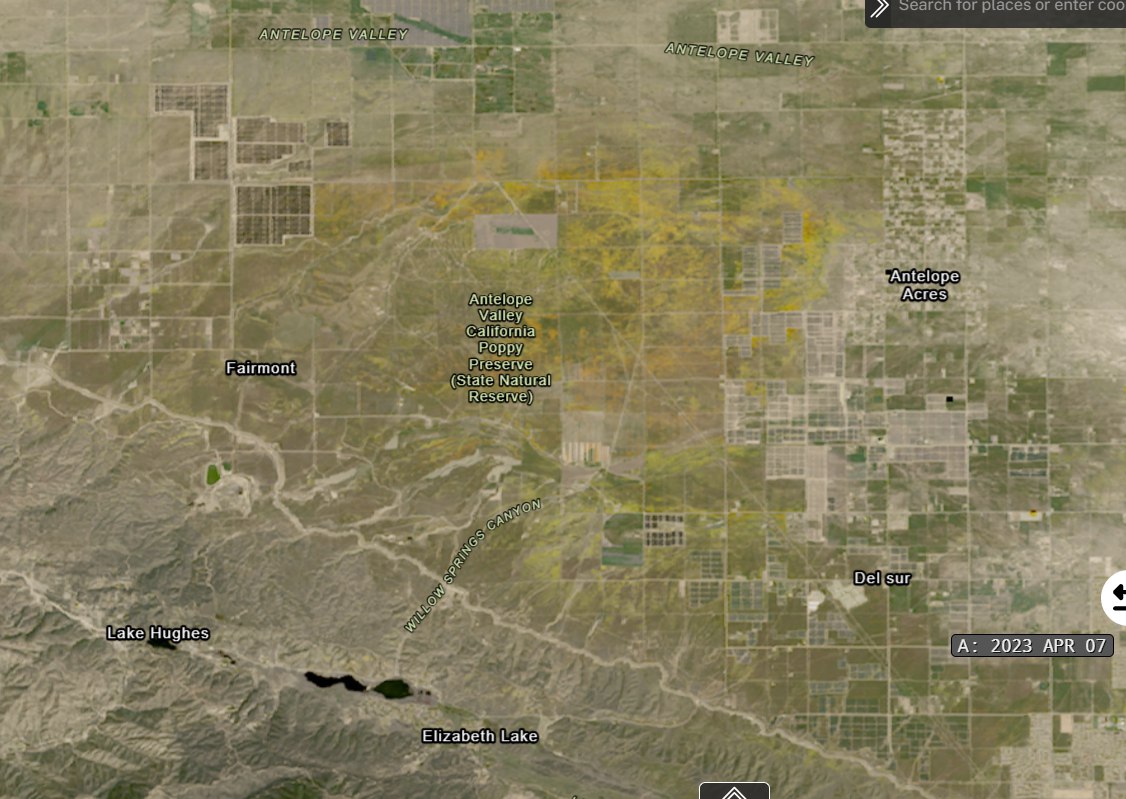 Search for places or enter coo
ANTELOPE VALLEY
ANTELOPE VALLEY
Antelope
Acres
Antelope
Valley
California
Poppy
Preserve
(State Natural
Reserve)
Fairmont
WILLOW SPRINGS CANYON
Del sur
Lake Hughes
A: 2023 APR 07
Elizabeth Lake